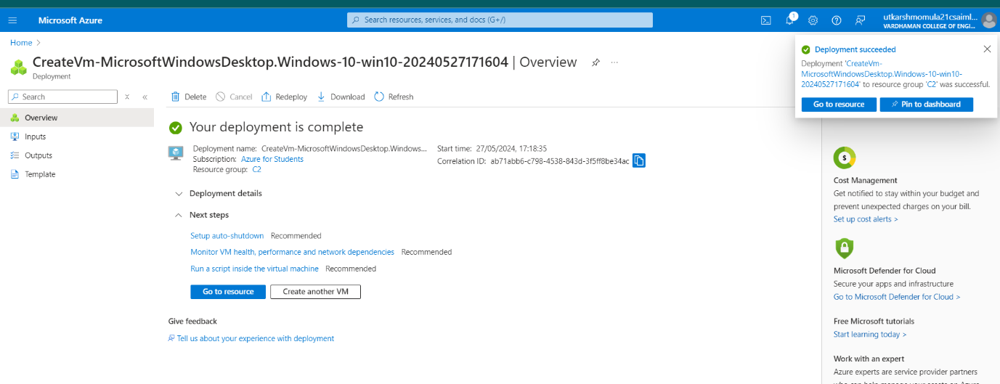 Microsoft Azure
Search resources, services, and docs (G+/)
1
utkarshmomula21csaiml...
VARDHAMAN COLLEGE OF ENGI...
Home
CreateVm-MicrosoftWindowsDesktop.Windows-10-win10-20240527171604 | Overview
Deployment
Search
Overview
Inputs
Outputs
Template
Delete
Cancel
Redeploy
Download
Refresh
Your deployment is complete
Deployment name: CreateVm-MicrosoftWindowsDesktop.Windows...
Subscription: Azure for Students
Resource group: C2
Start time: 27/05/2024, 17:18:35
Correlation ID: ab71abb6-c798-4538-843d-3f5ff8be34ac
Deployment details
Next steps
Setup auto-shutdown Recommended
Monitor VM health, performance and network dependencies Recommended
Run a script inside the virtual machine Recommended
Go to resource
Create another VM
Give feedback
Tell us about your experience with deployment
Deployment succeeded
Deployment 'CreateVm-
MicrosoftWindowsDesktop.Windows-10-win10-
20240527171604' to resource group 'C2' was successful.
Go to resource
Pin to dashboard
Cost Management
Get notified to stay within your budget and
prevent unexpected charges on your bill.
Set up cost alerts >
Microsoft Defender for Cloud
Secure your apps and infrastructure
Go to Microsoft Defender for Cloud >
Free Microsoft tutorials
Start learning today >
Work with an expert
Azure experts are service provider partners
who can help manage your assets on Azure